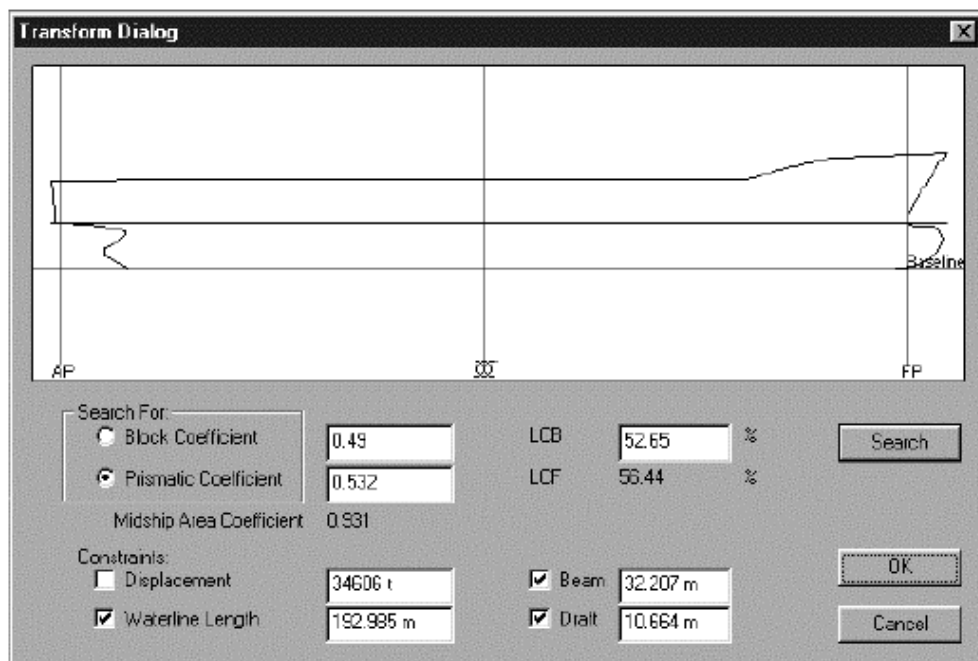 Transform Dialog
Baseline
AP
FP
Search For:
Block Coefficient 0.49 LCB 52.65 % Search
Prismatic Coefficient 0.532 LCF 56.44 %
Midship Area Coefficient 0.931
Constraints:
Displacement 34606 t Beam 32.207 m OK
Waterline Length 192.985 m Draft 10.664 m Cancel